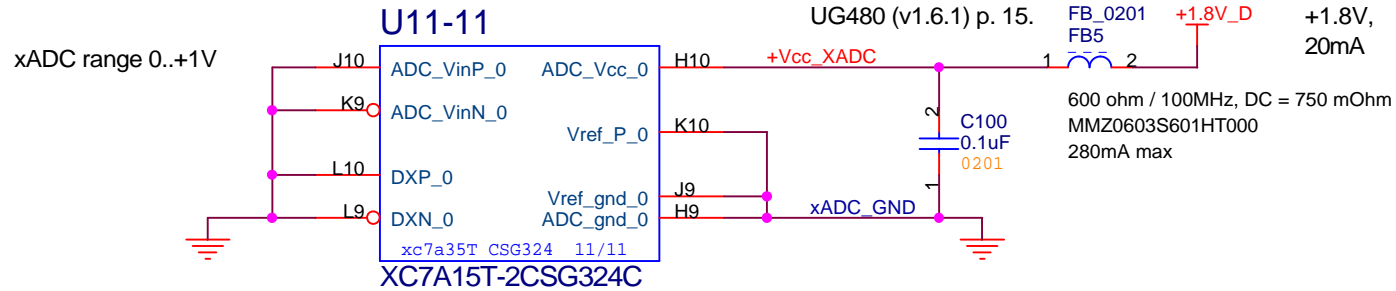 U11-11
UG480 (v1.6.1) p. 15.
FB_0201
FB5
+1.8V_D
+1.8V,
20mA
xADC range 0..+1V
J10
ADC_VinP_0
ADC_Vcc_0
H10
+Vcc_XADC
1
2
K9
ADC_VinN_0
600 ohm / 100MHz, DC = 750 mOhm
MMZ0603S601HT000
280mA max
Vref_P_0
K10
2
C100
0.1uF
0201
1
L10
DXP_0
Vref_gnd_0
J9
L9
DXN_0
ADC_gnd_0
H9
xADC_GND
xc7a35T CSG324 11/11
XC7A15T-2CSG324C